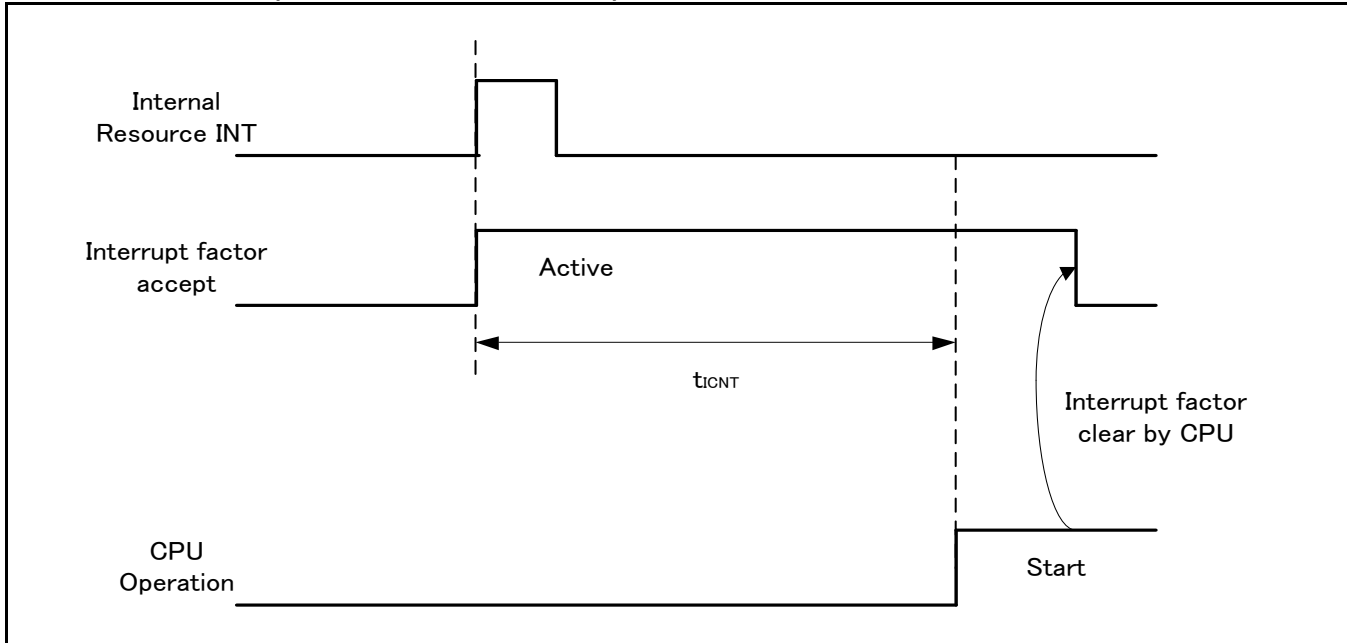 Internal
Resource INT
Interrupt factor
accept
Active
tICNT
Interrupt factor
clear by CPU
CPU
Operation
Start